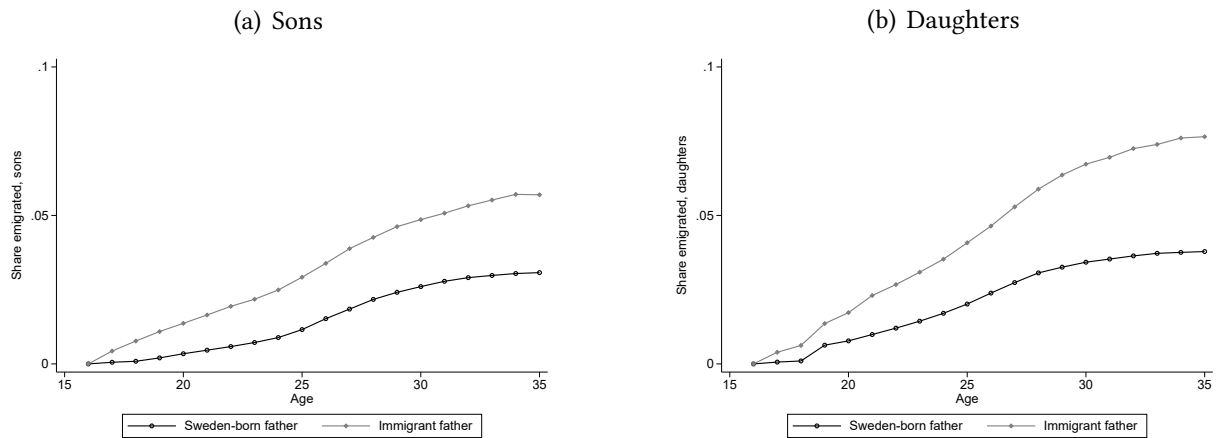 (a) Sons
.1
.05
0
Share emigrated, sons
15 20 25 30 35
Age
Sweden-born father Immigrant father
(b) Daughters
.1
.05
0
Share emigrated, daughters
15 20 25 30 35
Age
Sweden-born father Immigrant father